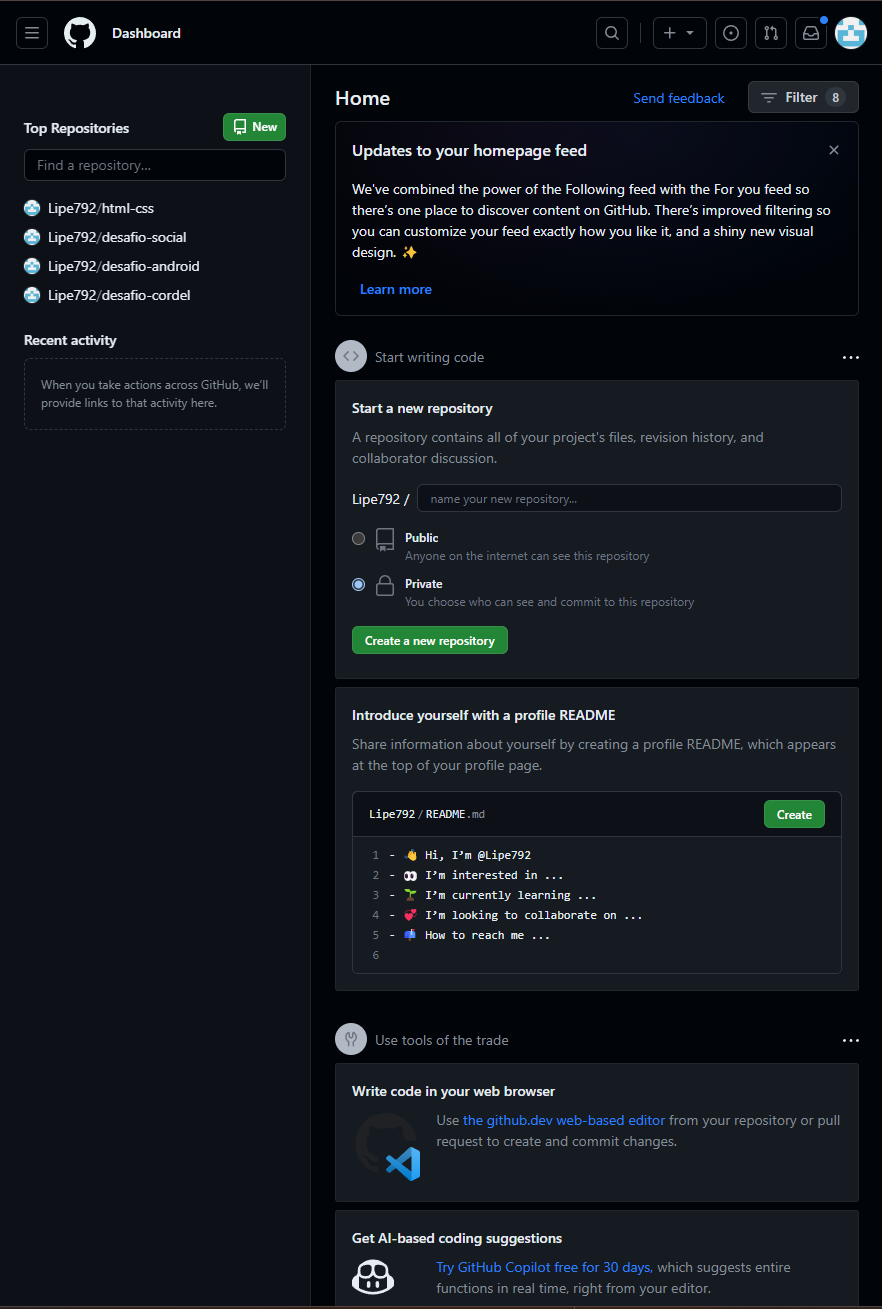 Dashboard
Top Repositories
New
Find a repository...
Lipe792/html-css
Lipe792/desafio-social
Lipe792/desafio-android
Lipe792/desafio-cordel
Recent activity
When you take actions across GitHub, we'll
provide links to that activity here.
Home
Send feedback
Filter 8
Updates to your homepage feed
We've combined the power of the Following feed with the For you feed so
there's one place to discover content on GitHub. There's improved filtering so
you can customize your feed exactly how you like it, and a shiny new visual
design. ✨
Learn more
Start writing code
Start a new repository
A repository contains all of your project's files, revision history, and
collaborator discussion.
Lipe792 / name your new repository...
Public
Anyone on the internet can see this repository
Private
You choose who can see and commit to this repository
Create a new repository
Introduce yourself with a profile README
Share information about yourself by creating a profile README, which appears
at the top of your profile page.
Lipe792/README.md
Create
1 - 👋 Hi, I'm @Lipe792
2 - 👀 I'm interested in ...
3 - 🌱 I'm currently learning ...
4 - 💞️ I'm looking to collaborate on ...
5 - 📫 How to reach me ...
6
Use tools of the trade
Write code in your web browser
Use the github.dev web-based editor from your repository or pull
request to create and commit changes.
Get AI-based coding suggestions
Try GitHub Copilot free for 30 days, which suggests entire
functions in real time, right from your editor.